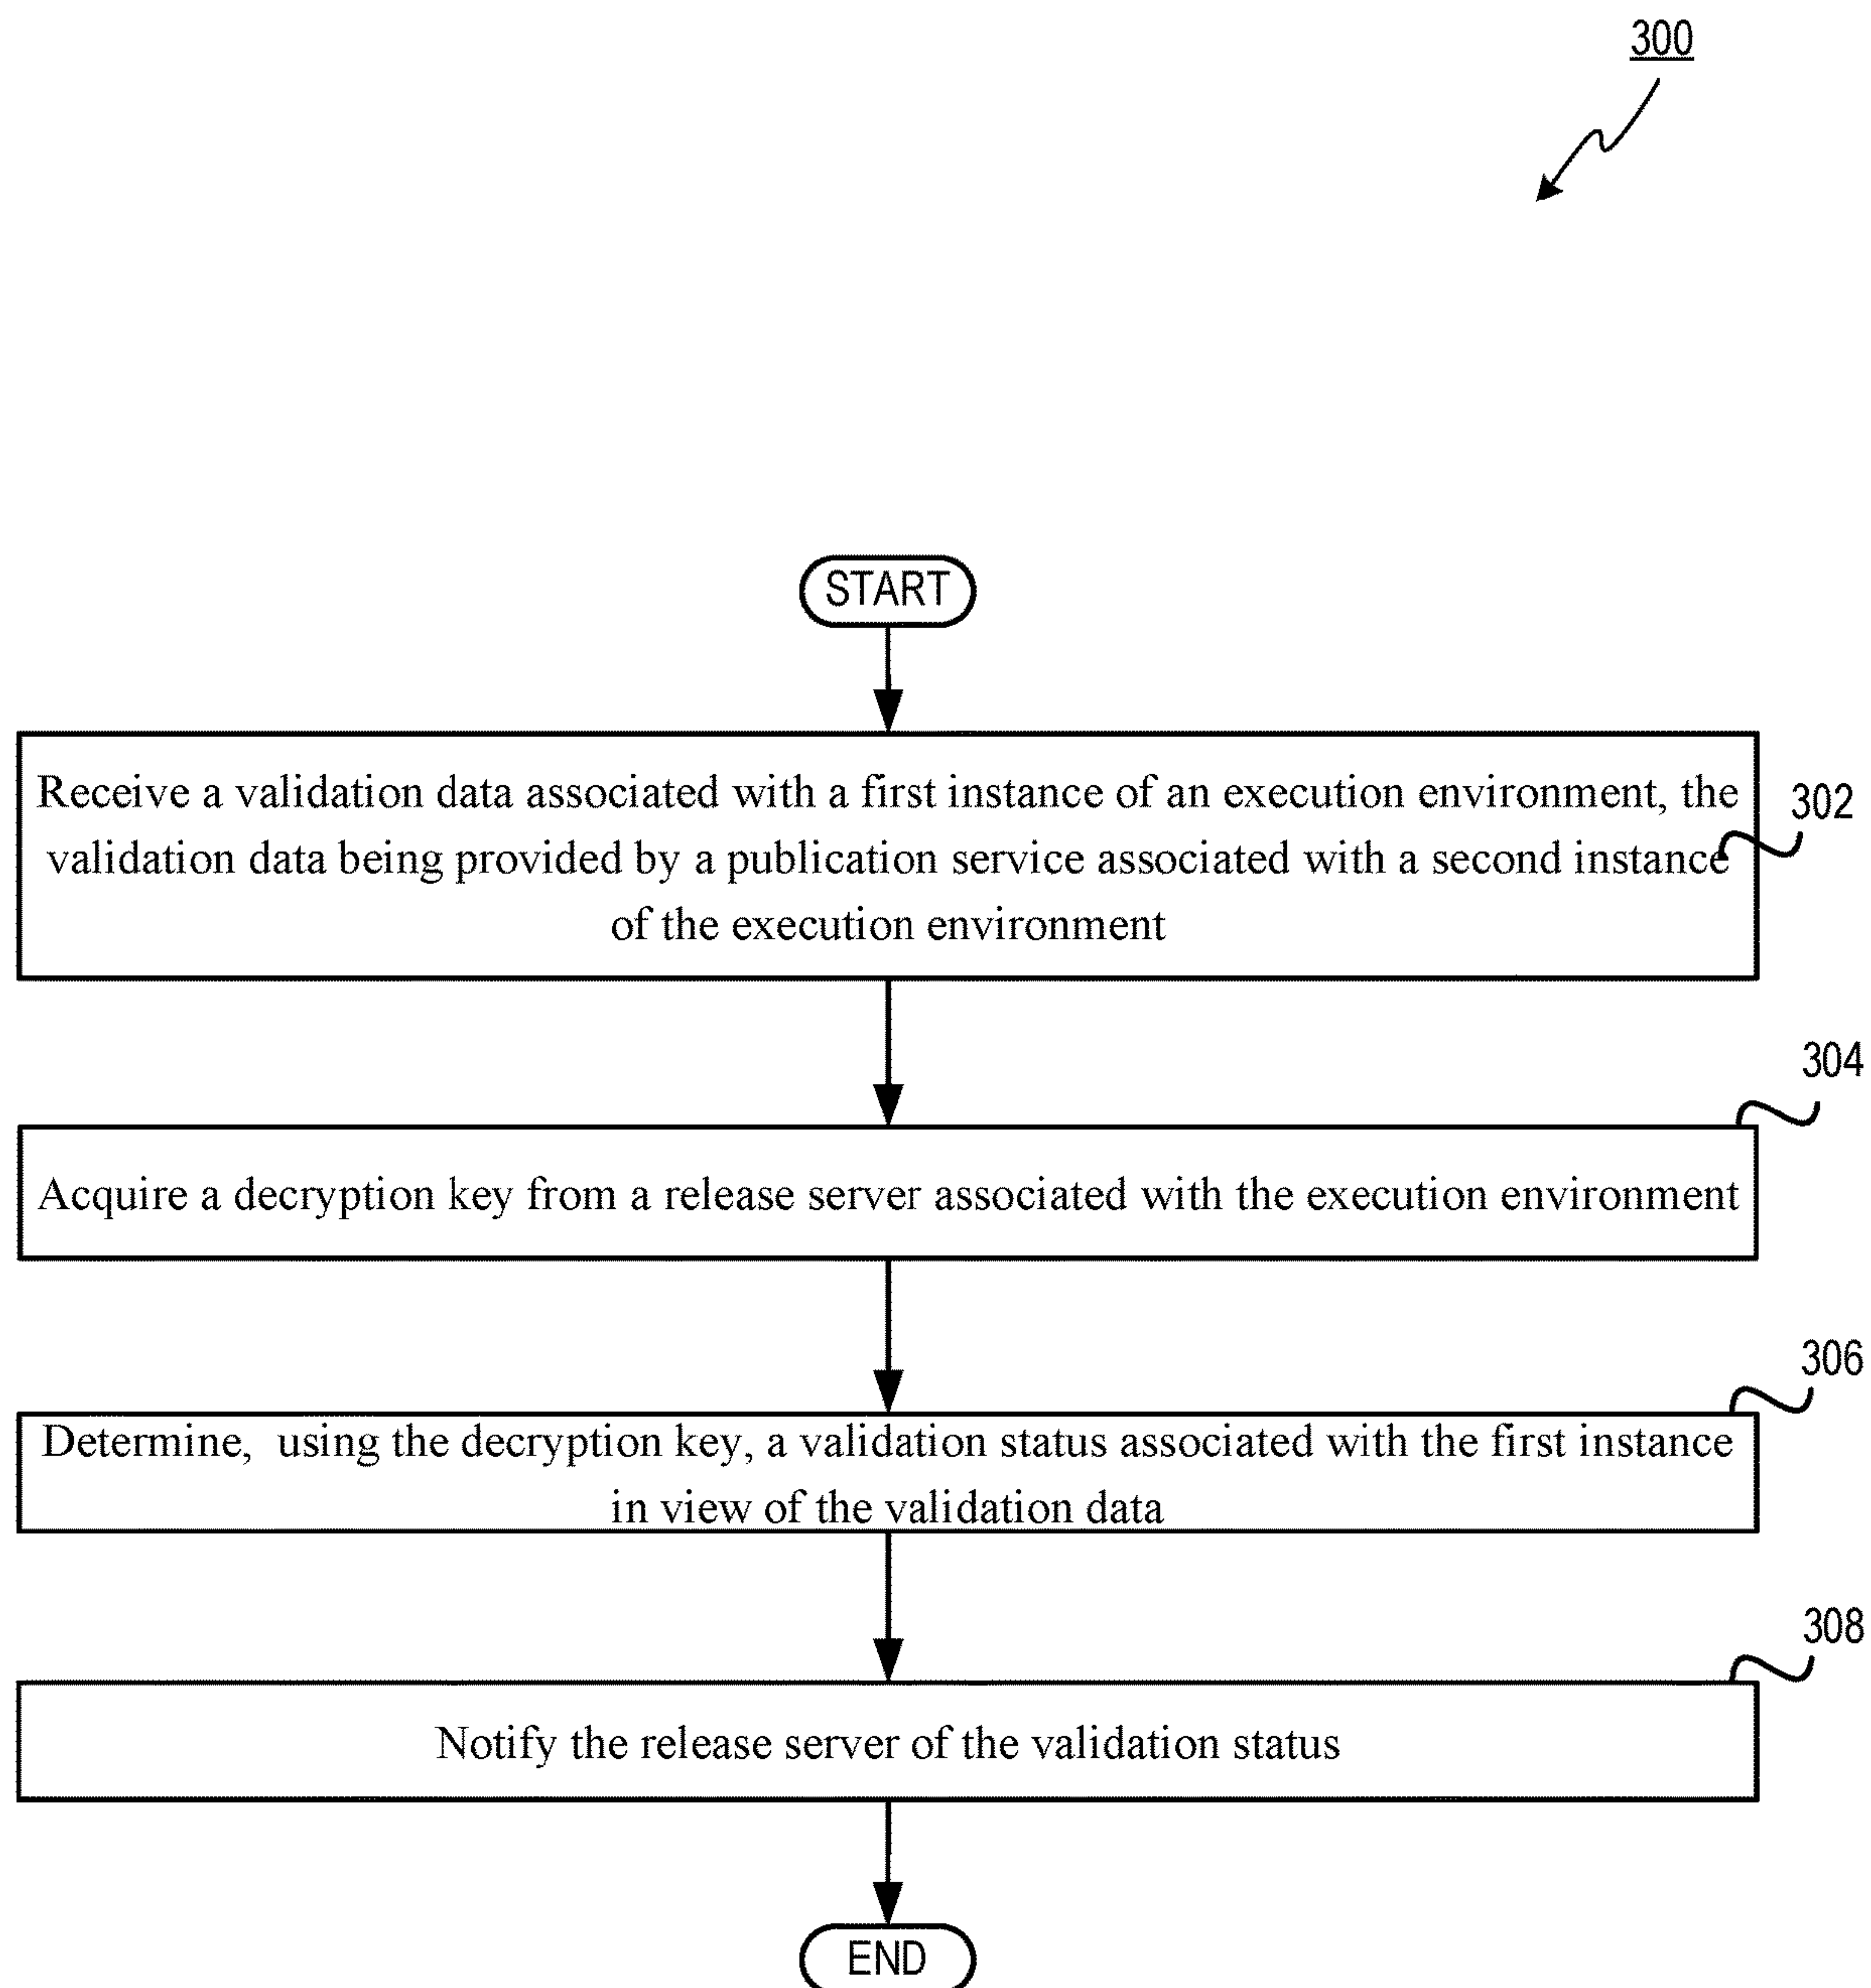 300
START
Receive a validation data associated with a first instance of an execution environment, the
validation data being provided by a publication service associated with a second instance
of the execution environment
302
304
Acquire a decryption key from a release server associated with the execution environment
306
Determine,  using the decryption key, a validation status associated with the first instance
in view of the validation data
308
Notify the release server of the validation status
END